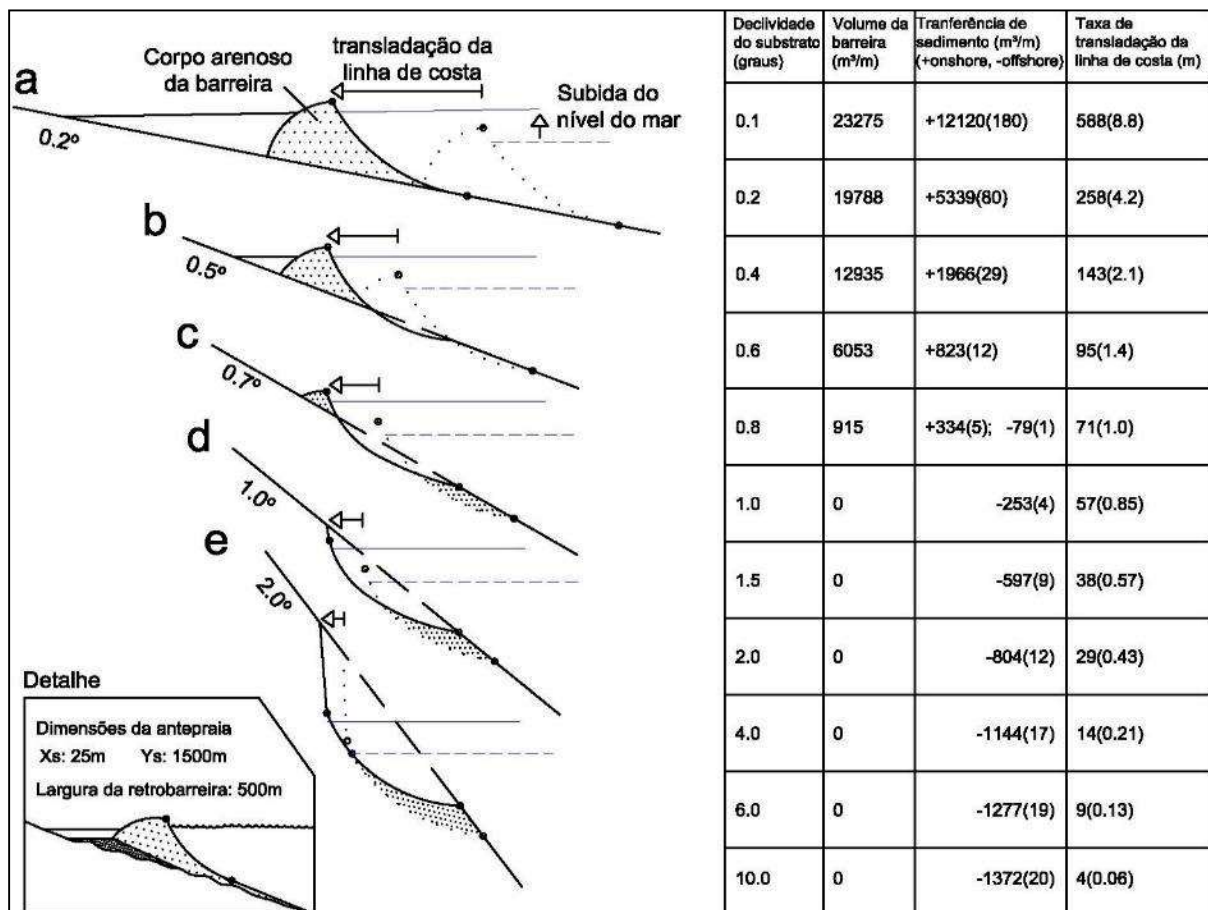 a
Corpo arenoso
da barreira
transladação da
linha de costa
Subida do
nível do mar
0.2º
b
0.5º
c
0.7º
d
1.0º
e
2.0º
Detalhe
Dimensões da antepraia
Xs: 25m Ys: 1500m
Largura da retrobarreira: 500m
Declividade
do substrato
(graus)
Volume da
barreira
(m³/m)
Tranferência de
sedimento (m³/m)
(+onshore, -offshore)
Taxa de
transladação da
linha de costa (m)
0.1 23275 +12120(180) 588(8.8)
0.2 19788 +5339(80) 258(4.2)
0.4 12935 +1966(29) 143(2.1)
0.6 6053 +823(12) 95(1.4)
0.8 915 +334(5); -79(1) 71(1.0)
1.0 0 -253(4) 57(0.85)
1.5 0 -597(9) 38(0.57)
2.0 0 -804(12) 29(0.43)
4.0 0 -1144(17) 14(0.21)
6.0 0 -1277(19) 9(0.13)
10.0 0 -1372(20) 4(0.06)